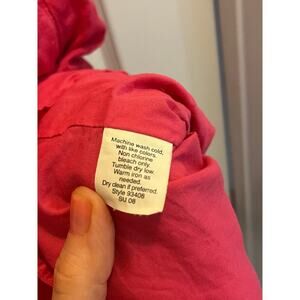 Machine wash cold,
with like colors.
Non chlorine
bleach only.
Tumble dry low.
Warm iron as
needed.
Dry clean if preferred.
Style 93408
SU 08